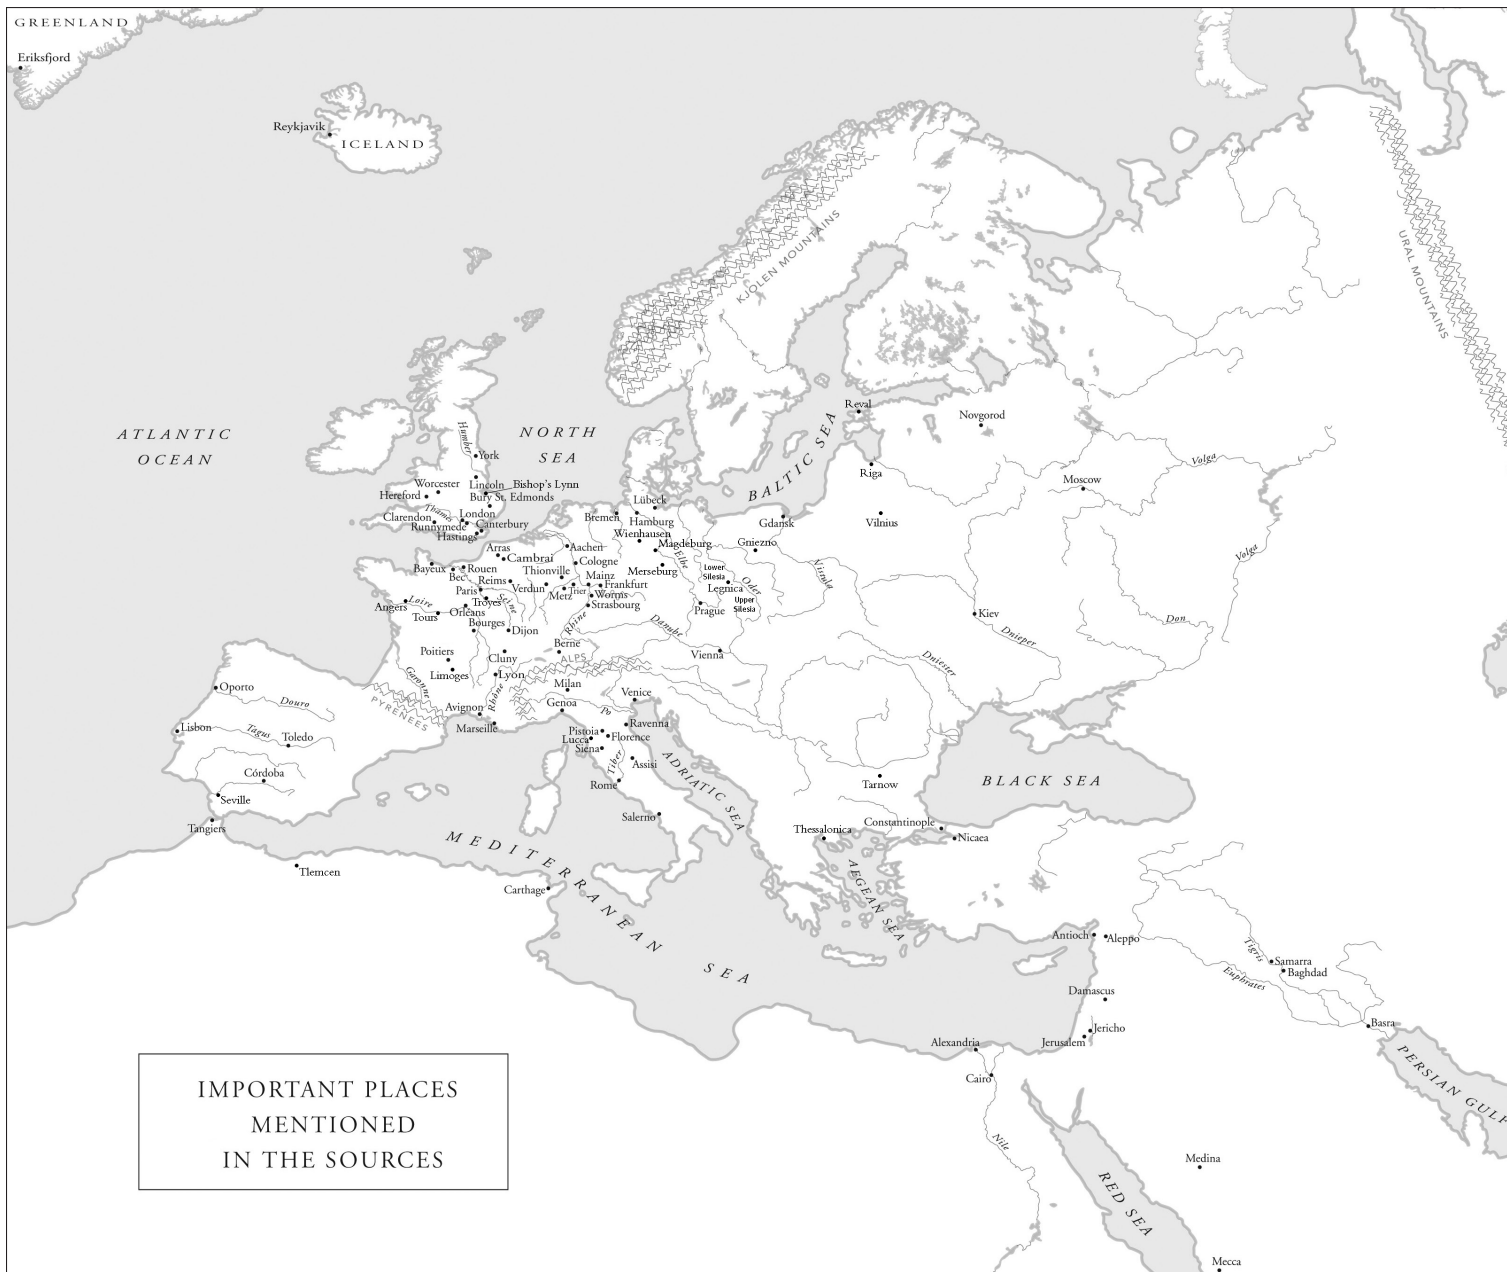 GREENLAND
Eriksfjord
Reykjavik
ICELAND
KJOLEN MOUNTAINS
URAL MOUNTAINS
ATLANTIC
OCEAN
NORTH
SEA
BALTIC SEA
Reval
Novgorod
Humber
York
Riga
Volga
Moscow
Worcester
Lincoln
Bishop's Lynn
Hereford
Bury St. Edmonds
Lübeck
Thames
London
Clarendon
Runnymede
Canterbury
Hastings
Bremen
Hamburg
Gdansk
Vilnius
Wienhausen
Magdeburg
Gniezno
Arras
Cambrai
Aachen
Cologne
Elbe
Volga
Bayeux
Rouen
Bec
Thionville
Mainz
Merseburg
Lower
Silesia
Oder
Vistula
Reims
Verdun
Metz
Trier
Frankfurt
Worms
Legnica
Upper
Silesia
Paris
Troyes
Seine
Strasbourg
Prague
Angers
Loire
Tours
Orléans
Bourges
Dijon
Rhine
Danube
Kiev
Dnieper
Don
Berne
Vienna
Dniester
Poitiers
Cluny
ALPS
Limoges
Lyon
Garonne
Rhône
Milan
Venice
Oporto
Douro
PYRENEES
Avignon
Genoa
Po
Marseille
Lisbon
Tagus
Toledo
Pistoia
Ravenna
Lucca
Florence
Siena
Tiber
Assisi
ADRIATIC SEA
Córdoba
Rome
Tarnow
BLACK SEA
Seville
Salerno
Tangiers
Thessalonica
Constantinople
Nicaea
MEDITERRANEAN SEA
Tlemcen
Carthage
AEGEAN SEA
Antioch
Aleppo
Tigris
Samarra
Baghdad
Euphrates
Damascus
Basra
Jericho
Jerusalem
Alexandria
PERSIAN GULF
Cairo
IMPORTANT PLACES
MENTIONED
IN THE SOURCES
Nile
Medina
RED SEA
Mecca